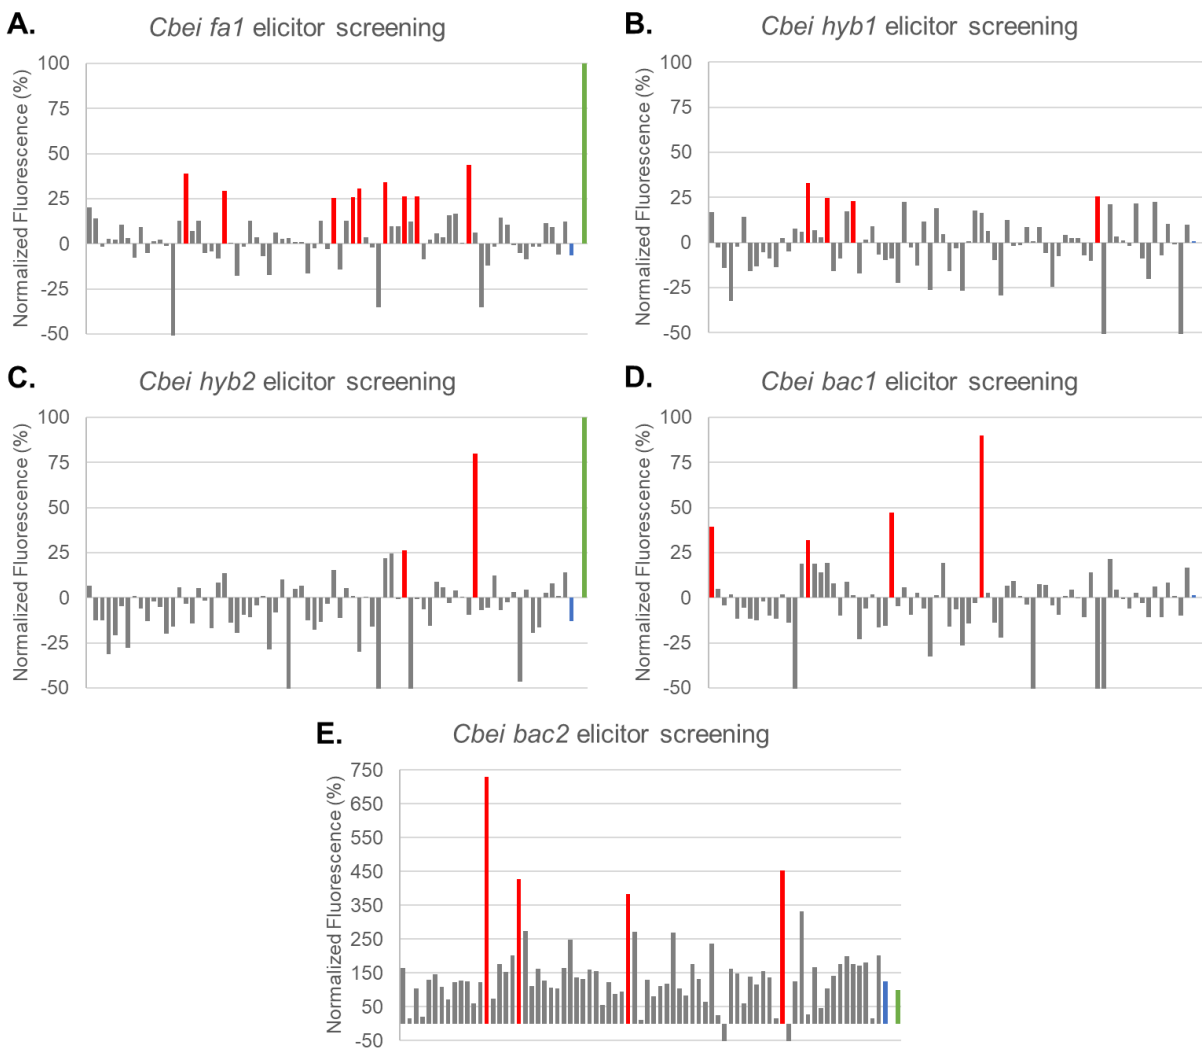 A.
Cbei fa1 elicitor screening
Normalized Fluorescence (%)
100
75
50
25
0
-25
-50
B.
Cbei hyb1 elicitor screening
Normalized Fluorescence (%)
100
75
50
25
0
-25
-50
C.
Cbei hyb2 elicitor screening
Normalized Fluorescence (%)
100
75
50
25
0
-25
-50
D.
Cbei bac1 elicitor screening
Normalized Fluorescence (%)
100
75
50
25
0
-25
-50
E.
Cbei bac2 elicitor screening
Normalized Fluorescence (%)
750
650
550
450
350
250
150
50
-50